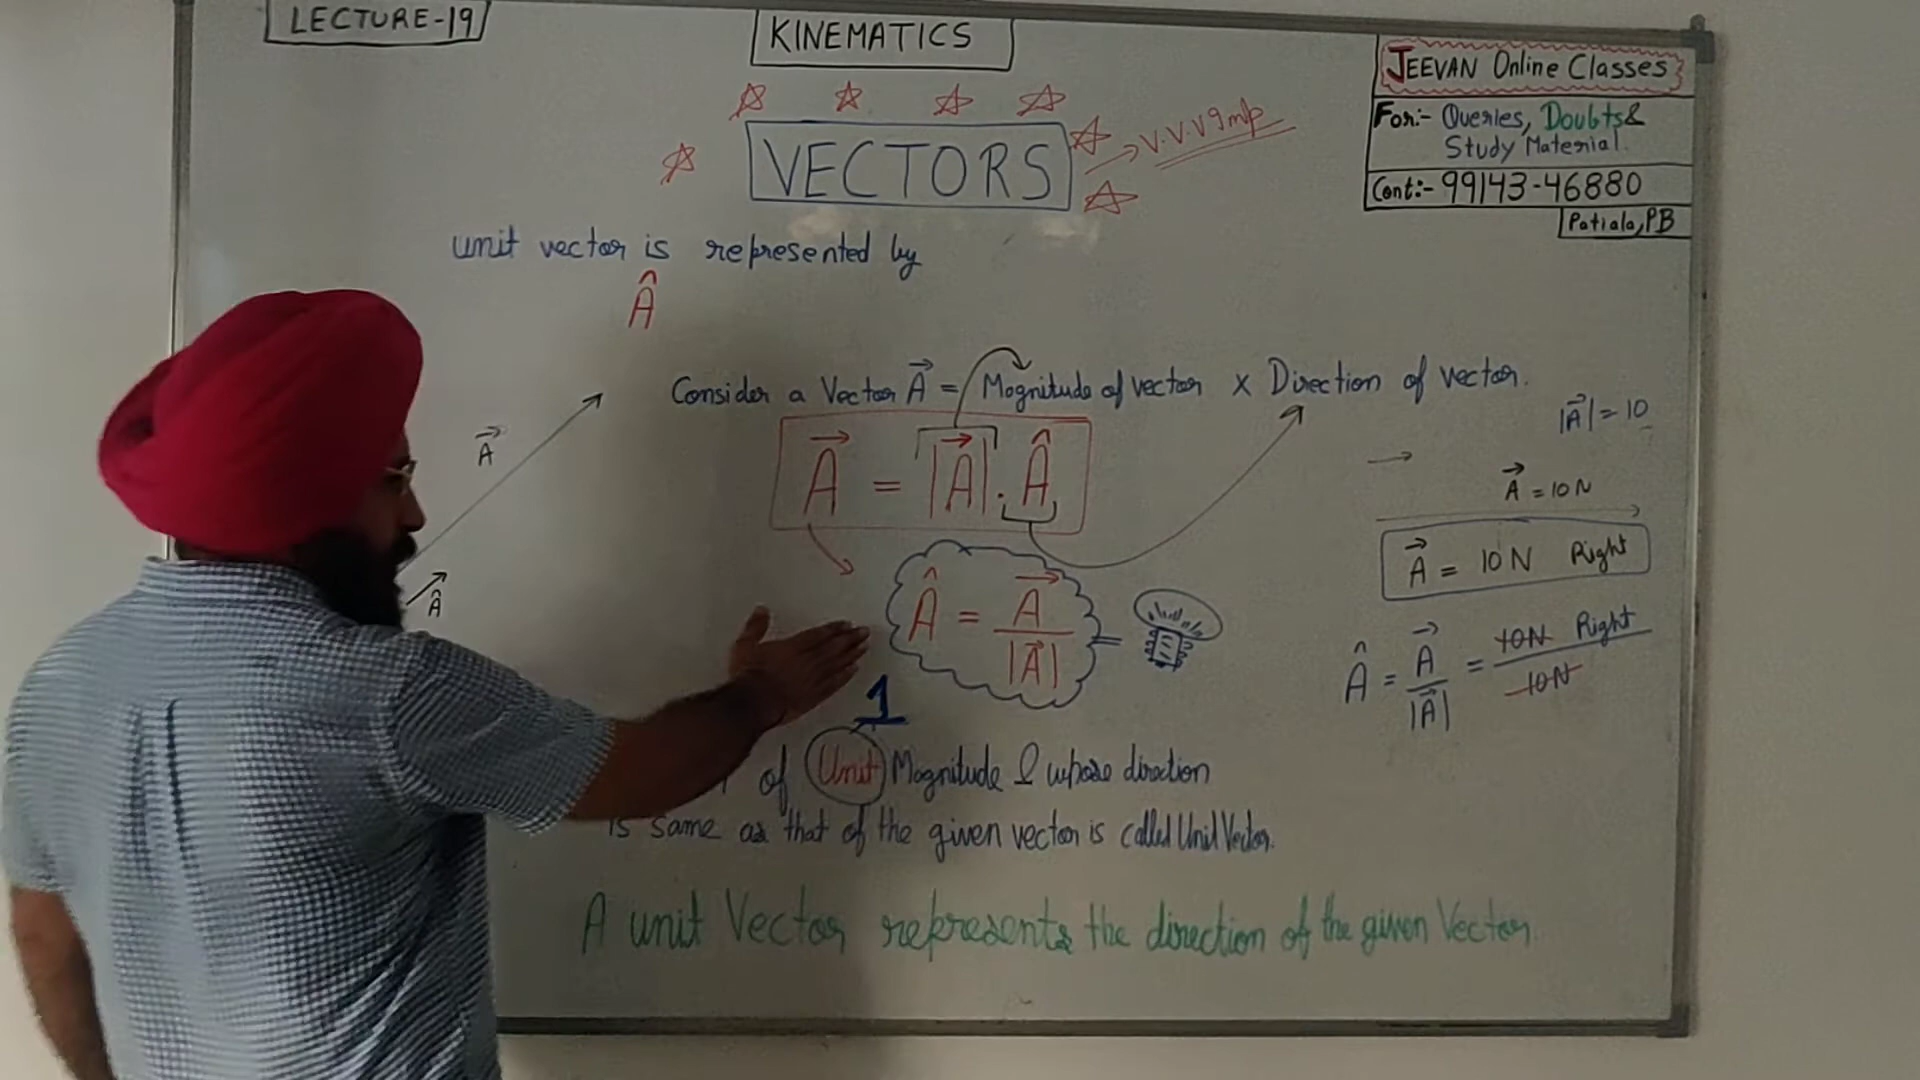 LECTURE-19
KINEMATICS
JEEVAN Online Classes
For:- Queries, Doubts &
Study Material.
Cont:- 99143-46880
Patiala, PB
VECTORS
V.V.V Imp
unit vector is represented by
Â
Consider a Vector A⃗ = Magnitude of vector x Direction of vector.
|A⃗| = 10
A⃗
A⃗ = |A⃗| . Â
A⃗ = 10 N
A⃗ = 10 N Right
Â
Â = A⃗ / |A⃗|
Â = A⃗ / |A⃗| = 10N Right / 10N
1
of Unit Magnitude & whose direction
is same as that of the given vector is called Unit Vector.
A unit Vector represents the direction of the given Vector